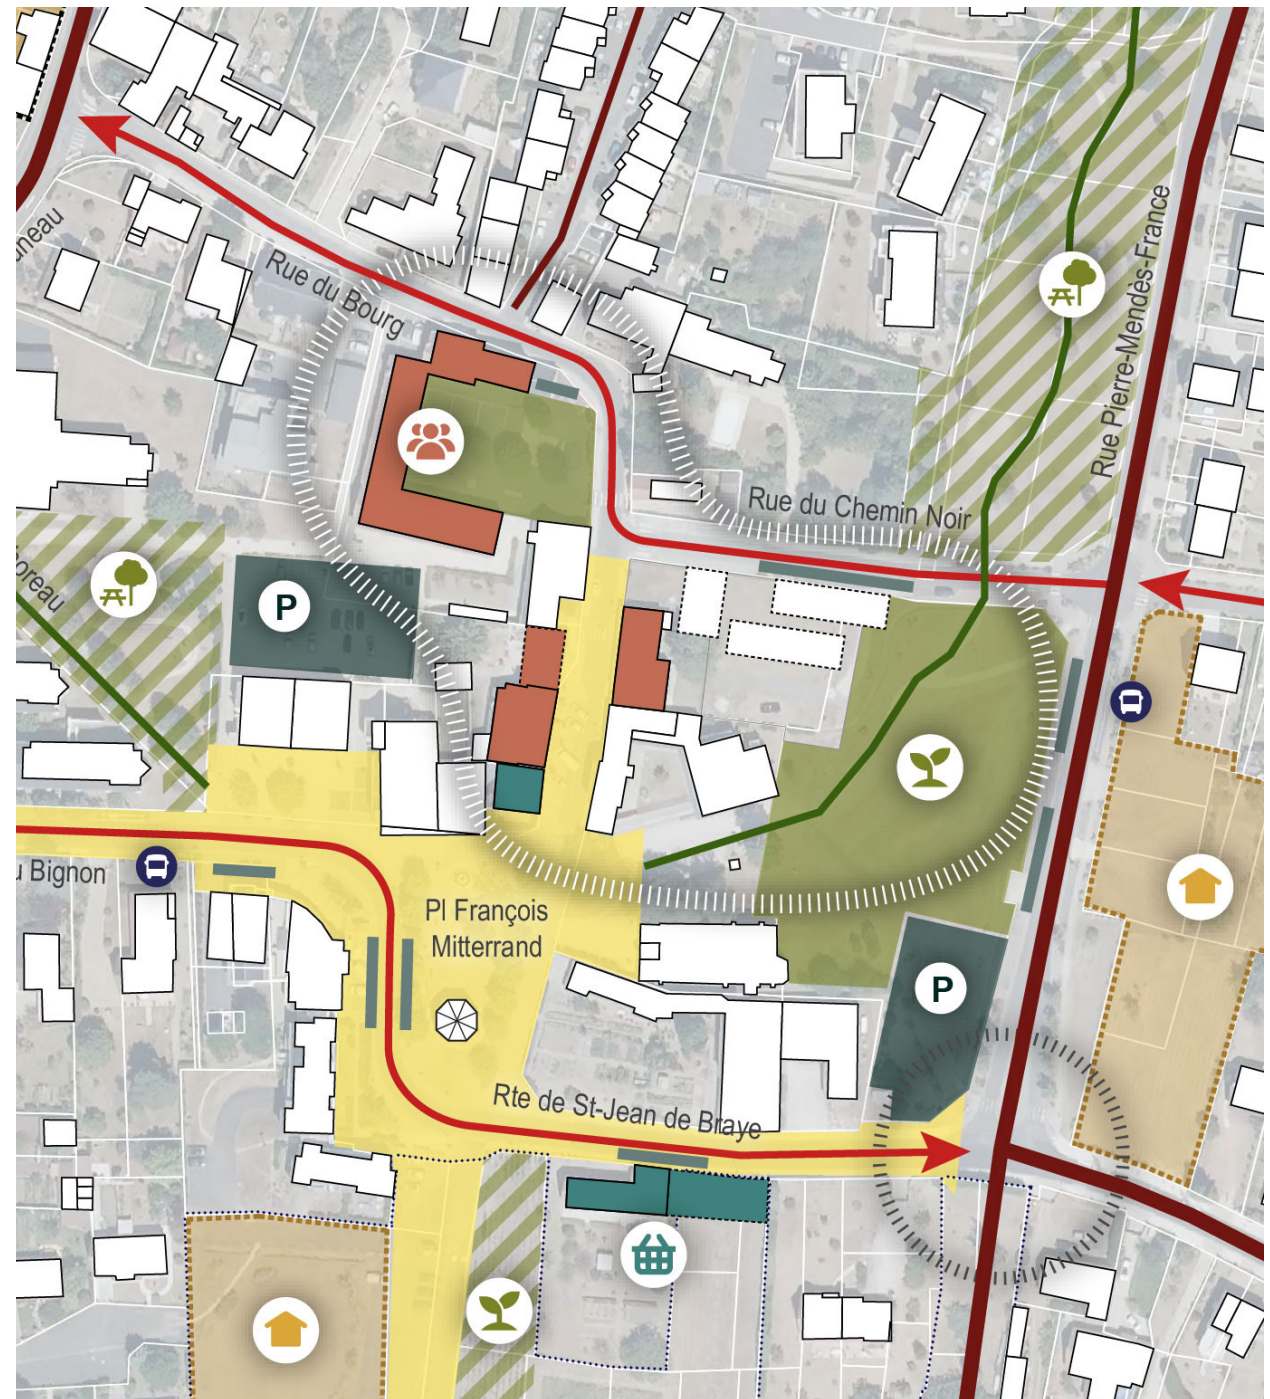 Rue du Bourg
Rue Pierre-Mendès-France
Rue du Chemin Noir
P
u Bignon
Pl François
Mitterrand
P
Rte de St-Jean de Braye